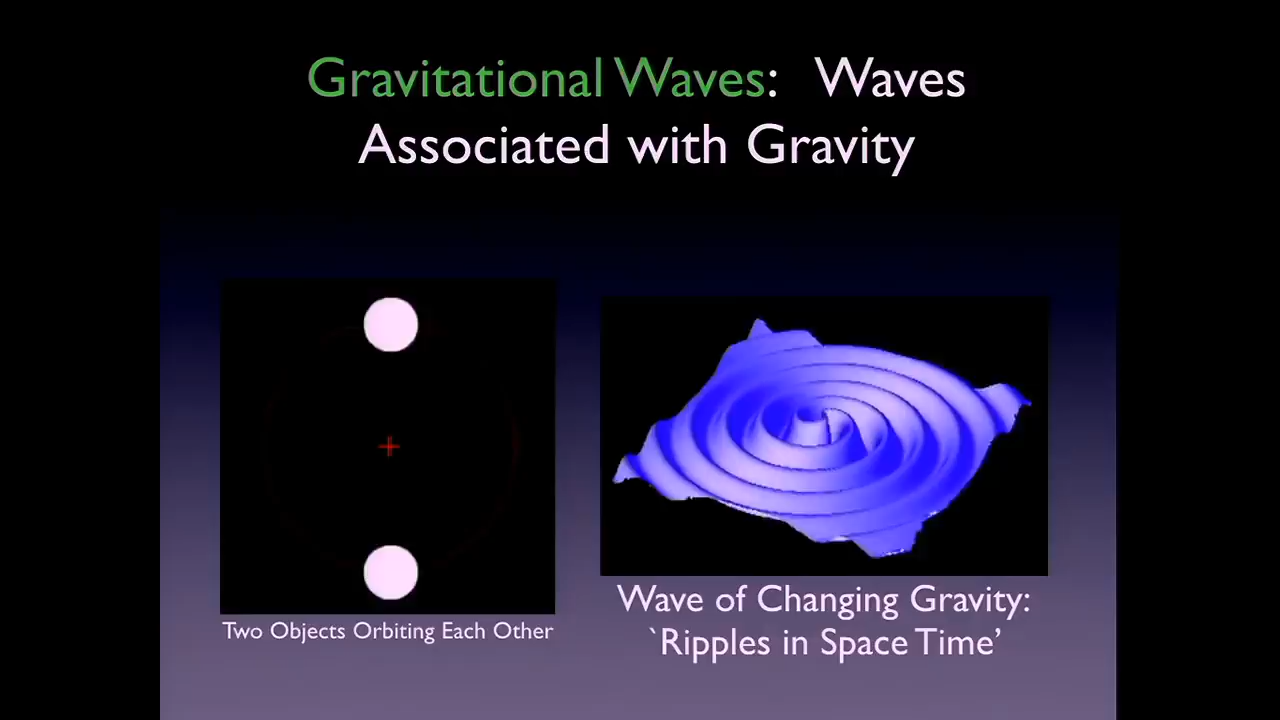 Gravitational Waves: Waves
Associated with Gravity
Two Objects Orbiting Each Other
Wave of Changing Gravity:
`Ripples in Space Time’